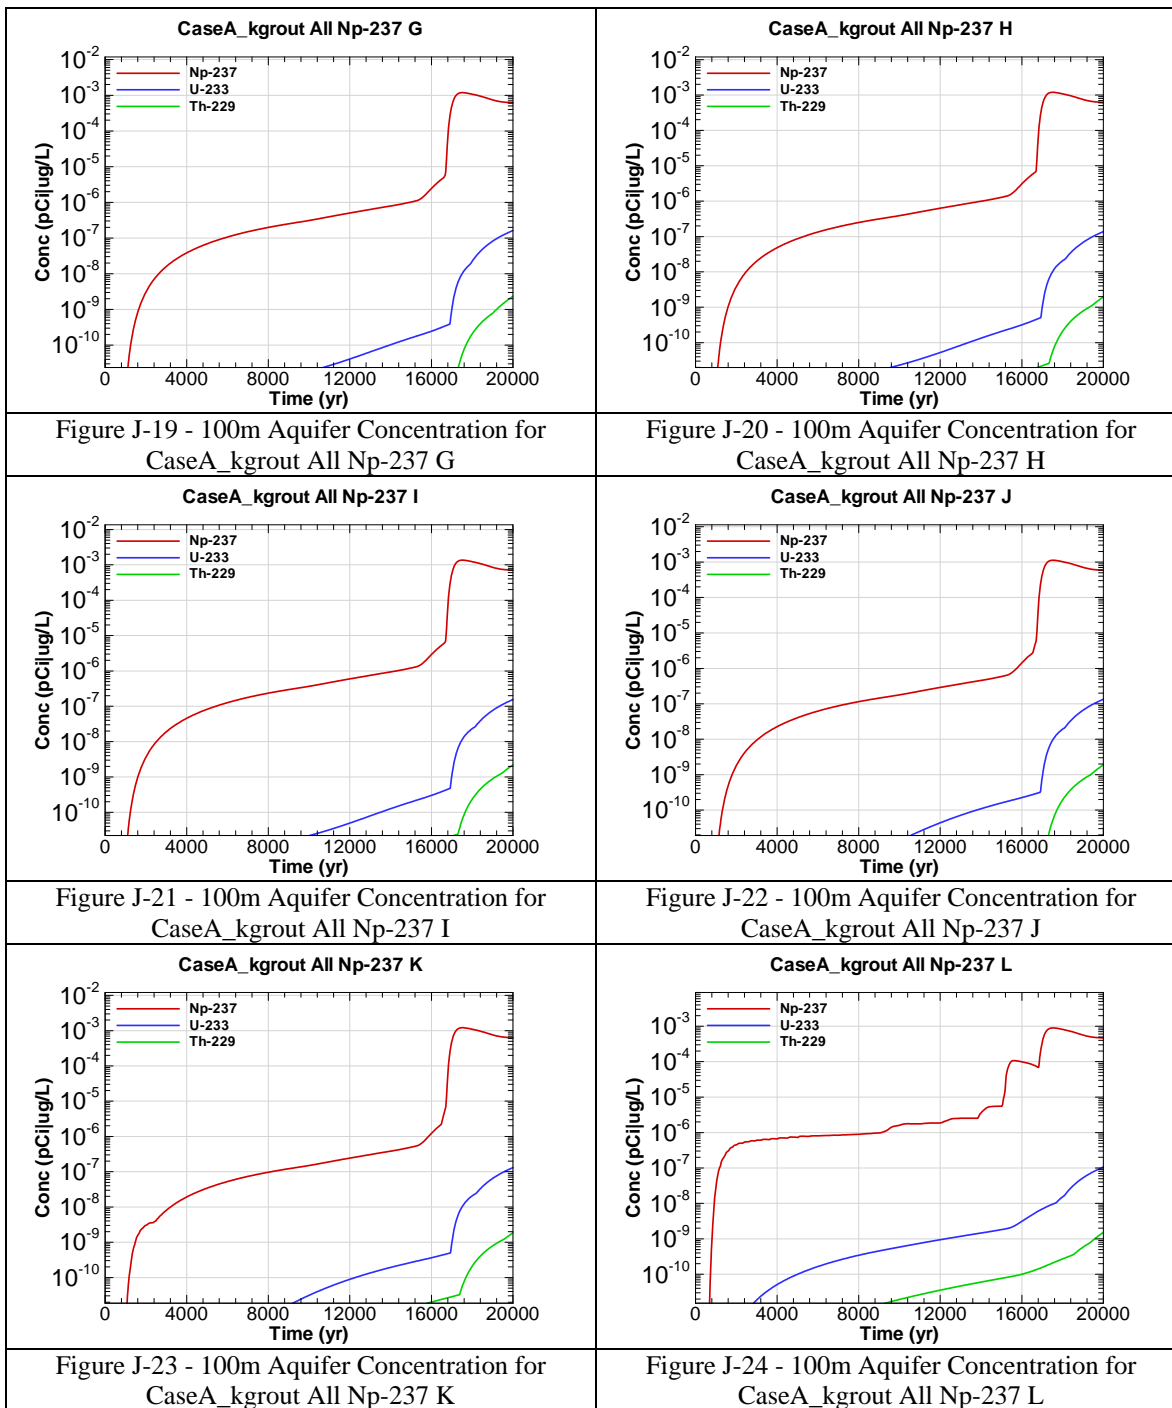 CaseA_kgrout All Np-237 G
10-2
10-3
10-4
10-5
10-6
10-7
10-8
10-9
10-10
Conc (pCi|ug/L)
Np-237
U-233
Th-229
0 4000 8000 12000 16000 20000
Time (yr)
Figure J-19 - 100m Aquifer Concentration for
CaseA_kgrout All Np-237 G
CaseA_kgrout All Np-237 H
10-2
10-3
10-4
10-5
10-6
10-7
10-8
10-9
10-10
Conc (pCi|ug/L)
Np-237
U-233
Th-229
0 4000 8000 12000 16000 20000
Time (yr)
Figure J-20 - 100m Aquifer Concentration for
CaseA_kgrout All Np-237 H
CaseA_kgrout All Np-237 I
10-2
10-3
10-4
10-5
10-6
10-7
10-8
10-9
10-10
Conc (pCi|ug/L)
Np-237
U-233
Th-229
0 4000 8000 12000 16000 20000
Time (yr)
Figure J-21 - 100m Aquifer Concentration for
CaseA_kgrout All Np-237 I
CaseA_kgrout All Np-237 J
10-2
10-3
10-4
10-5
10-6
10-7
10-8
10-9
10-10
Conc (pCi|ug/L)
Np-237
U-233
Th-229
0 4000 8000 12000 16000 20000
Time (yr)
Figure J-22 - 100m Aquifer Concentration for
CaseA_kgrout All Np-237 J
CaseA_kgrout All Np-237 K
10-2
10-3
10-4
10-5
10-6
10-7
10-8
10-9
10-10
Conc (pCi|ug/L)
Np-237
U-233
Th-229
0 4000 8000 12000 16000 20000
Time (yr)
Figure J-23 - 100m Aquifer Concentration for
CaseA_kgrout All Np-237 K
CaseA_kgrout All Np-237 L
10-3
10-4
10-5
10-6
10-7
10-8
10-9
10-10
Conc (pCi|ug/L)
Np-237
U-233
Th-229
0 4000 8000 12000 16000 20000
Time (yr)
Figure J-24 - 100m Aquifer Concentration for
CaseA_kgrout All Np-237 L